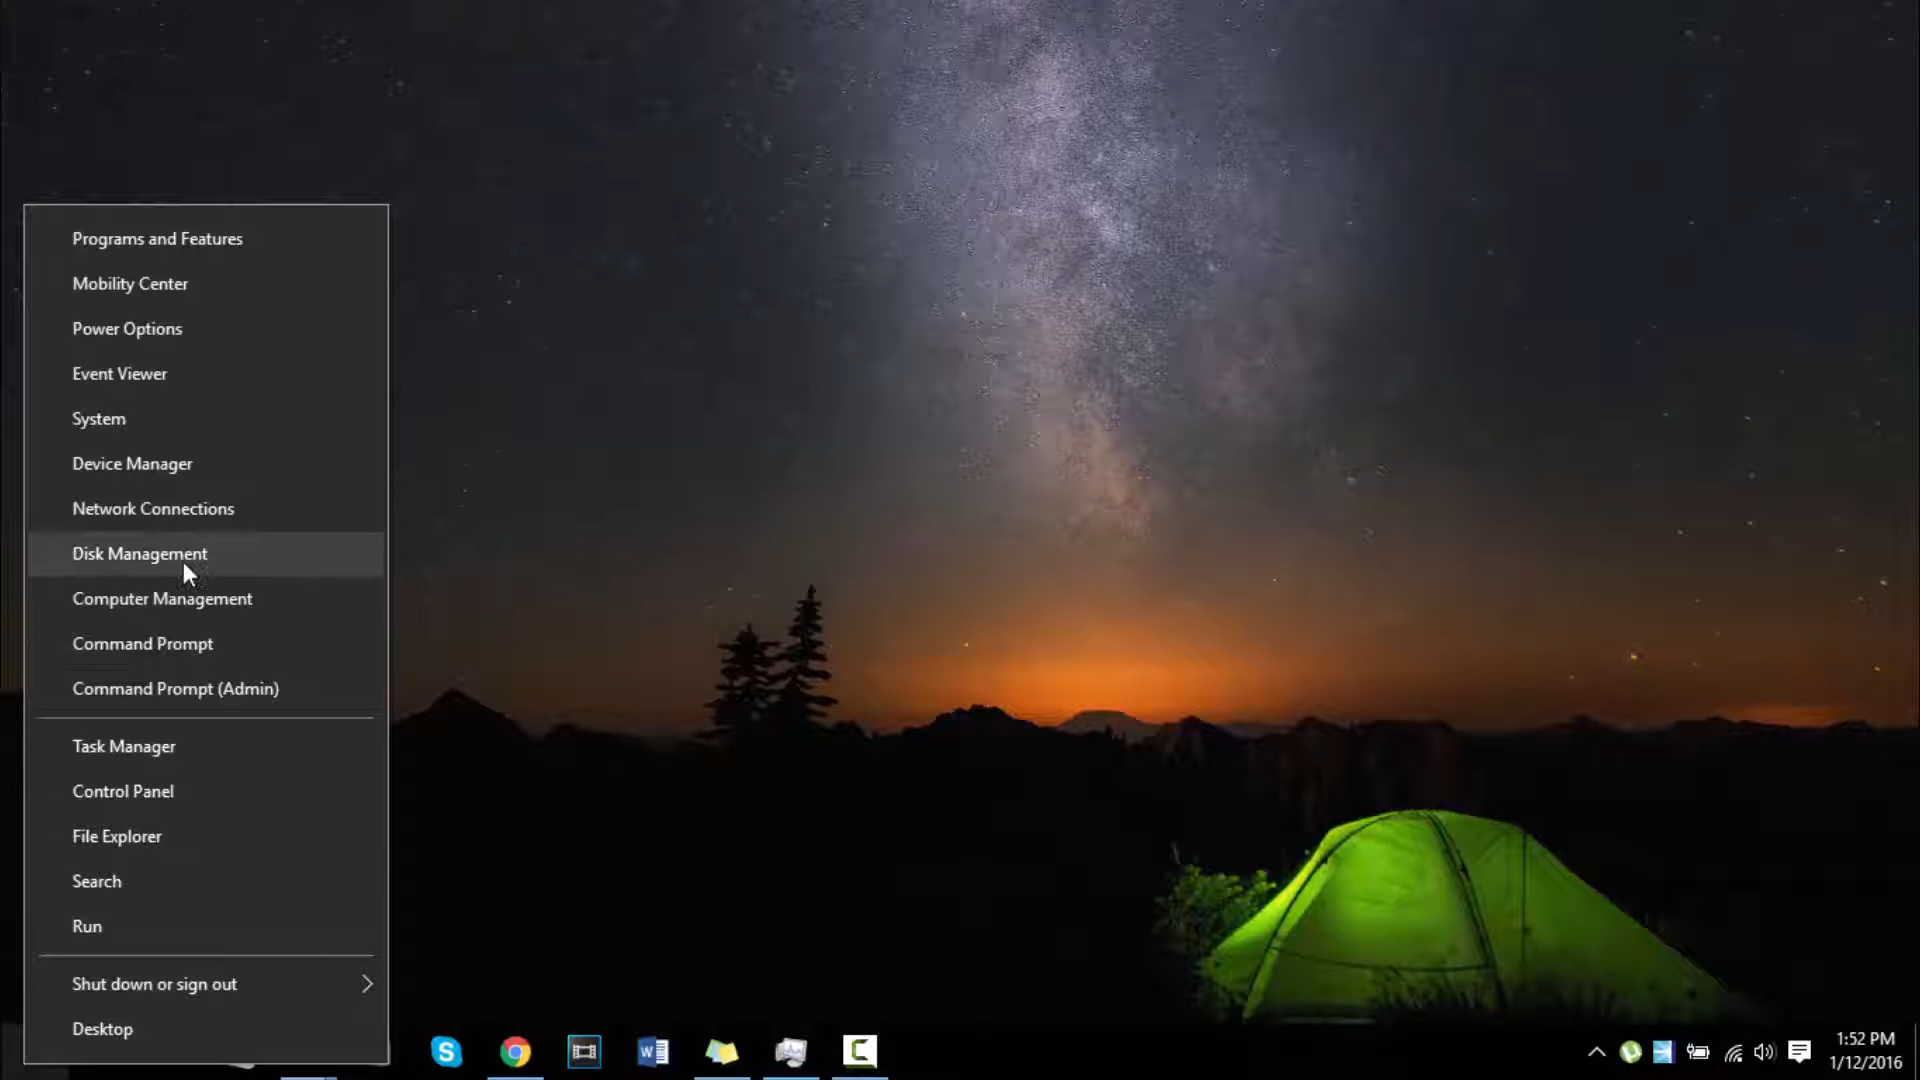 Programs and Features
Mobility Center
Power Options
Event Viewer
System
Device Manager
Network Connections
Disk Management
Computer Management
Command Prompt
Command Prompt (Admin)
Task Manager
Control Panel
File Explorer
Search
Run
Shut down or sign out
Desktop
1:52 PM
1/12/2016